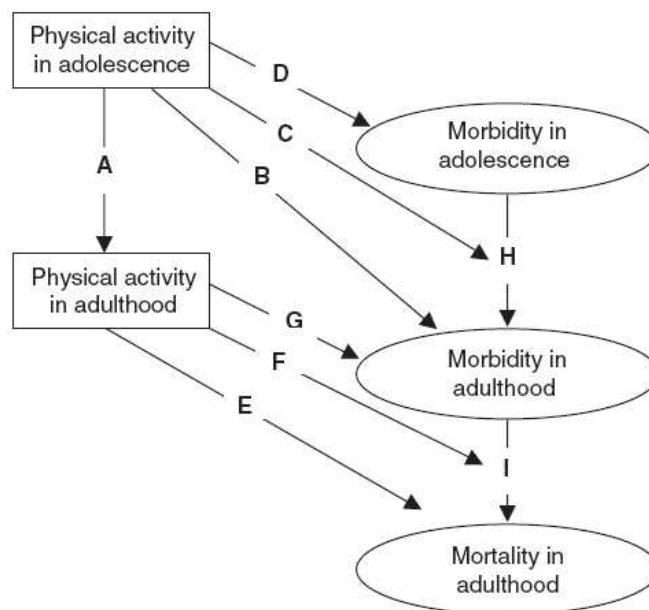 Physical activity
in adolescence
D
Morbidity in
adolescence
C
A
B
H
Physical activity
in adulthood
G
F
Morbidity in
adulthood
E
I
Mortality in
adulthood